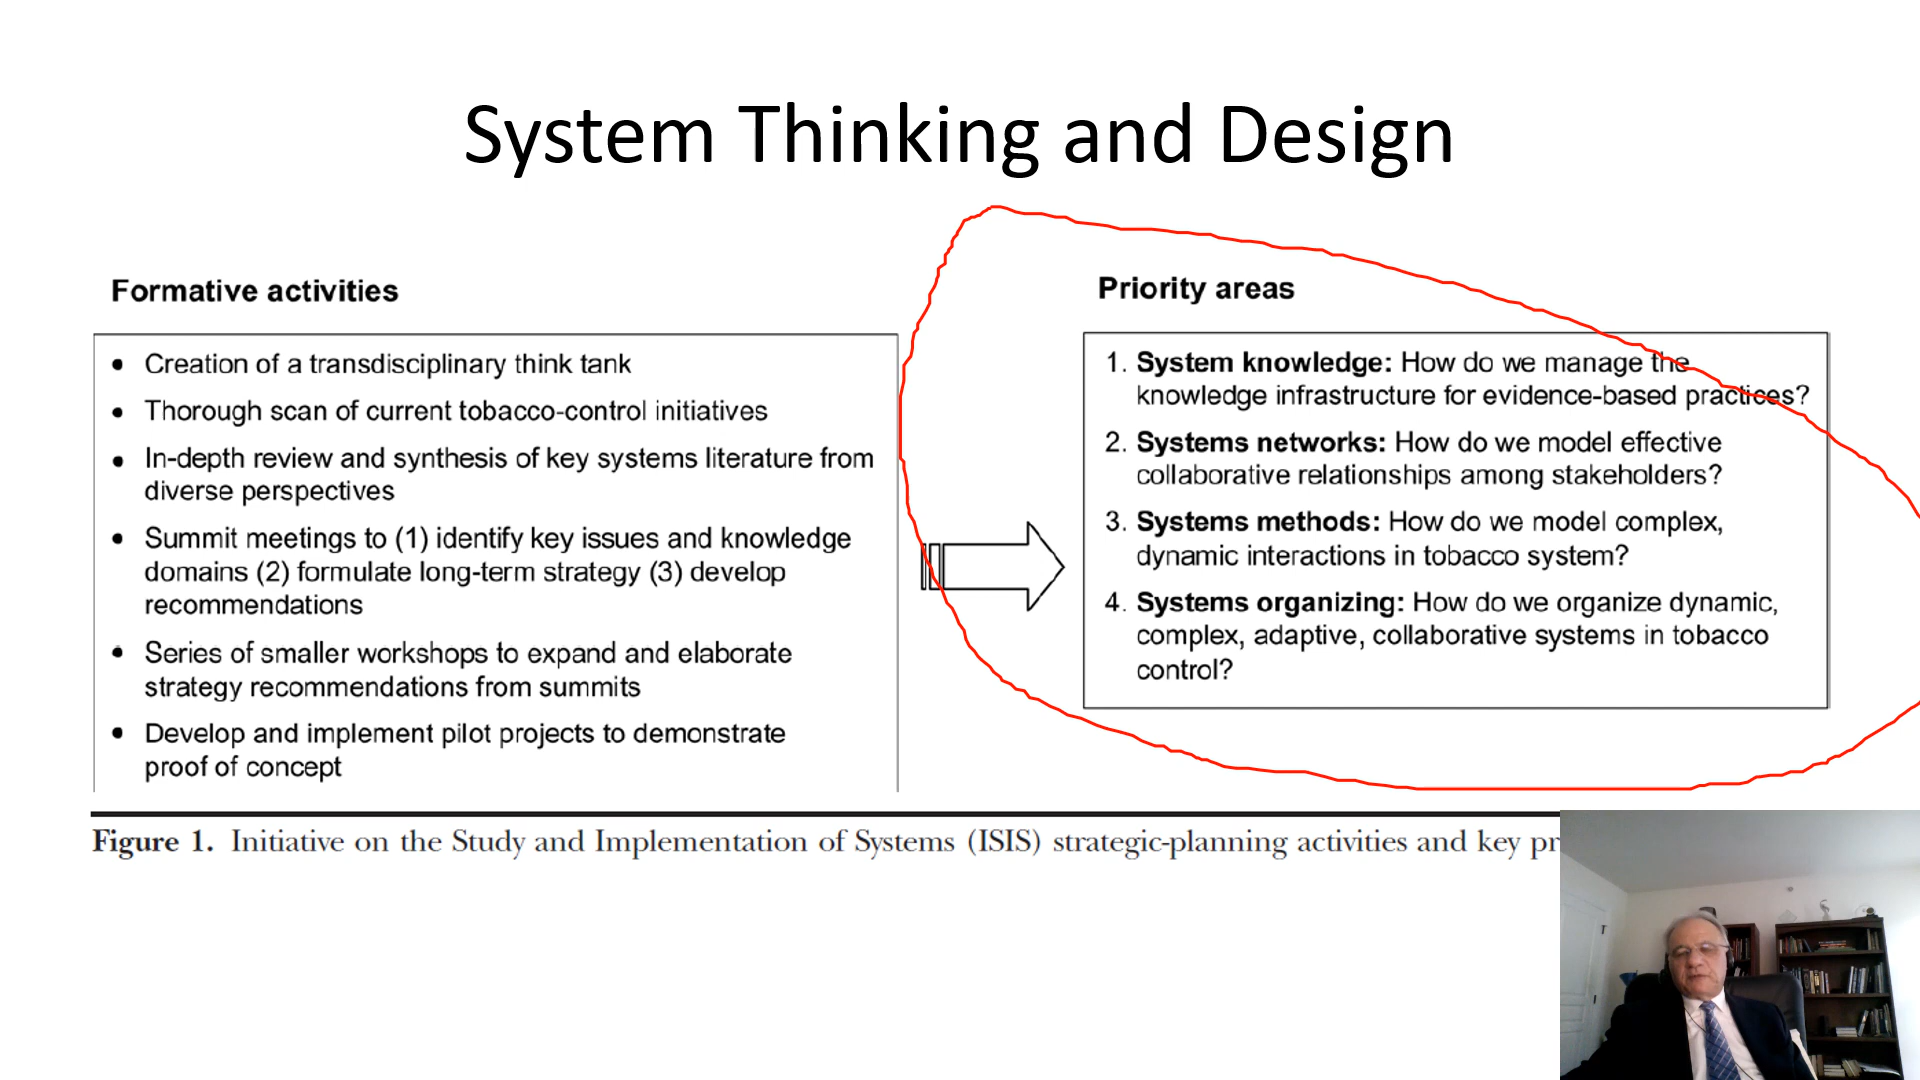 System Thinking and Design
Formative activities
• Creation of a transdisciplinary think tank
• Thorough scan of current tobacco-control initiatives
• In-depth review and synthesis of key systems literature from
diverse perspectives
• Summit meetings to (1) identify key issues and knowledge
domains (2) formulate long-term strategy (3) develop
recommendations
• Series of smaller workshops to expand and elaborate
strategy recommendations from summits
• Develop and implement pilot projects to demonstrate
proof of concept
Priority areas
1. System knowledge: How do we manage the
knowledge infrastructure for evidence-based practices?
2. Systems networks: How do we model effective
collaborative relationships among stakeholders?
3. Systems methods: How do we model complex,
dynamic interactions in tobacco system?
4. Systems organizing: How do we organize dynamic,
complex, adaptive, collaborative systems in tobacco
control?
Figure 1. Initiative on the Study and Implementation of Systems (ISIS) strategic-planning activities and key pr